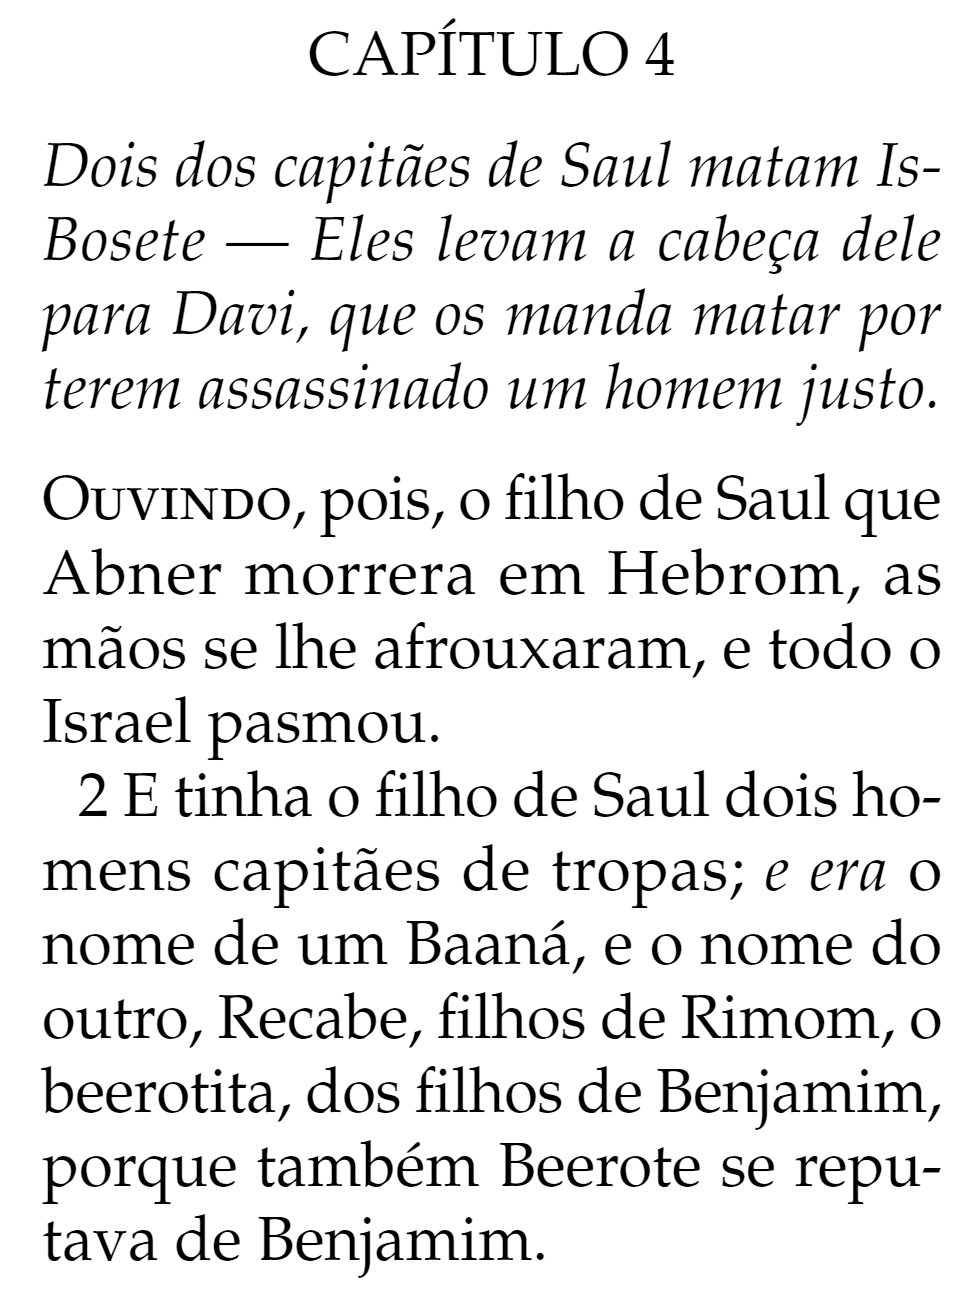 CAPÍTULO 4
Dois dos capitães de Saul matam Is-
Bosete — Eles levam a cabeça dele
para Davi, que os manda matar por
terem assassinado um homem justo.
Ouvindo, pois, o filho de Saul que
Abner morrera em Hebrom, as
mãos se lhe afrouxaram, e todo o
Israel pasmou.
2 E tinha o filho de Saul dois ho-
mens capitães de tropas; e era o
nome de um Baaná, e o nome do
outro, Recabe, filhos de Rimom, o
beerotita, dos filhos de Benjamim,
porque também Beerote se repu-
tava de Benjamim.